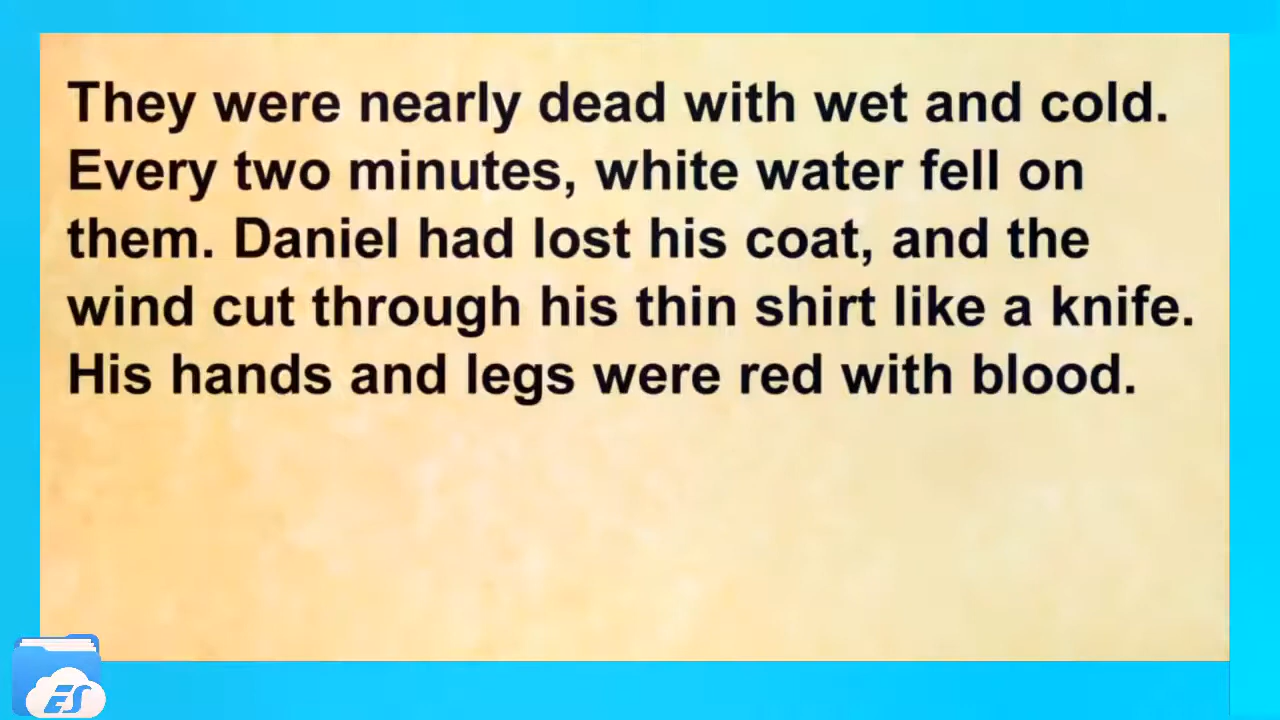 They were nearly dead with wet and cold.
Every two minutes, white water fell on
them. Daniel had lost his coat, and the
wind cut through his thin shirt like a knife.
His hands and legs were red with blood.
ES